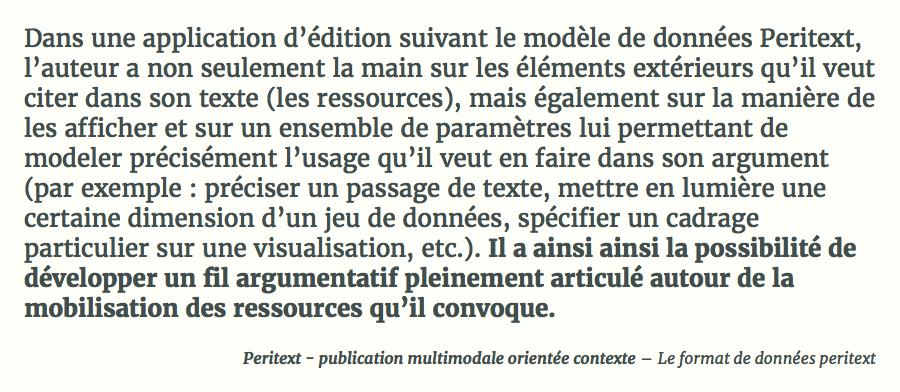 Dans une application d’édition suivant le modèle de données Peritext,
l’auteur a non seulement la main sur les éléments extérieurs qu’il veut
citer dans son texte (les ressources), mais également sur la manière de
les afficher et sur un ensemble de paramètres lui permettant de
modeler précisément l’usage qu’il veut en faire dans son argument
(par exemple : préciser un passage de texte, mettre en lumière une
certaine dimension d’un jeu de données, spécifier un cadrage
particulier sur une visualisation, etc.). Il a ainsi ainsi la possibilité de
développer un fil argumentatif pleinement articulé autour de la
mobilisation des ressources qu’il convoque.
Peritext - publication multimodale orientée contexte – Le format de données peritext